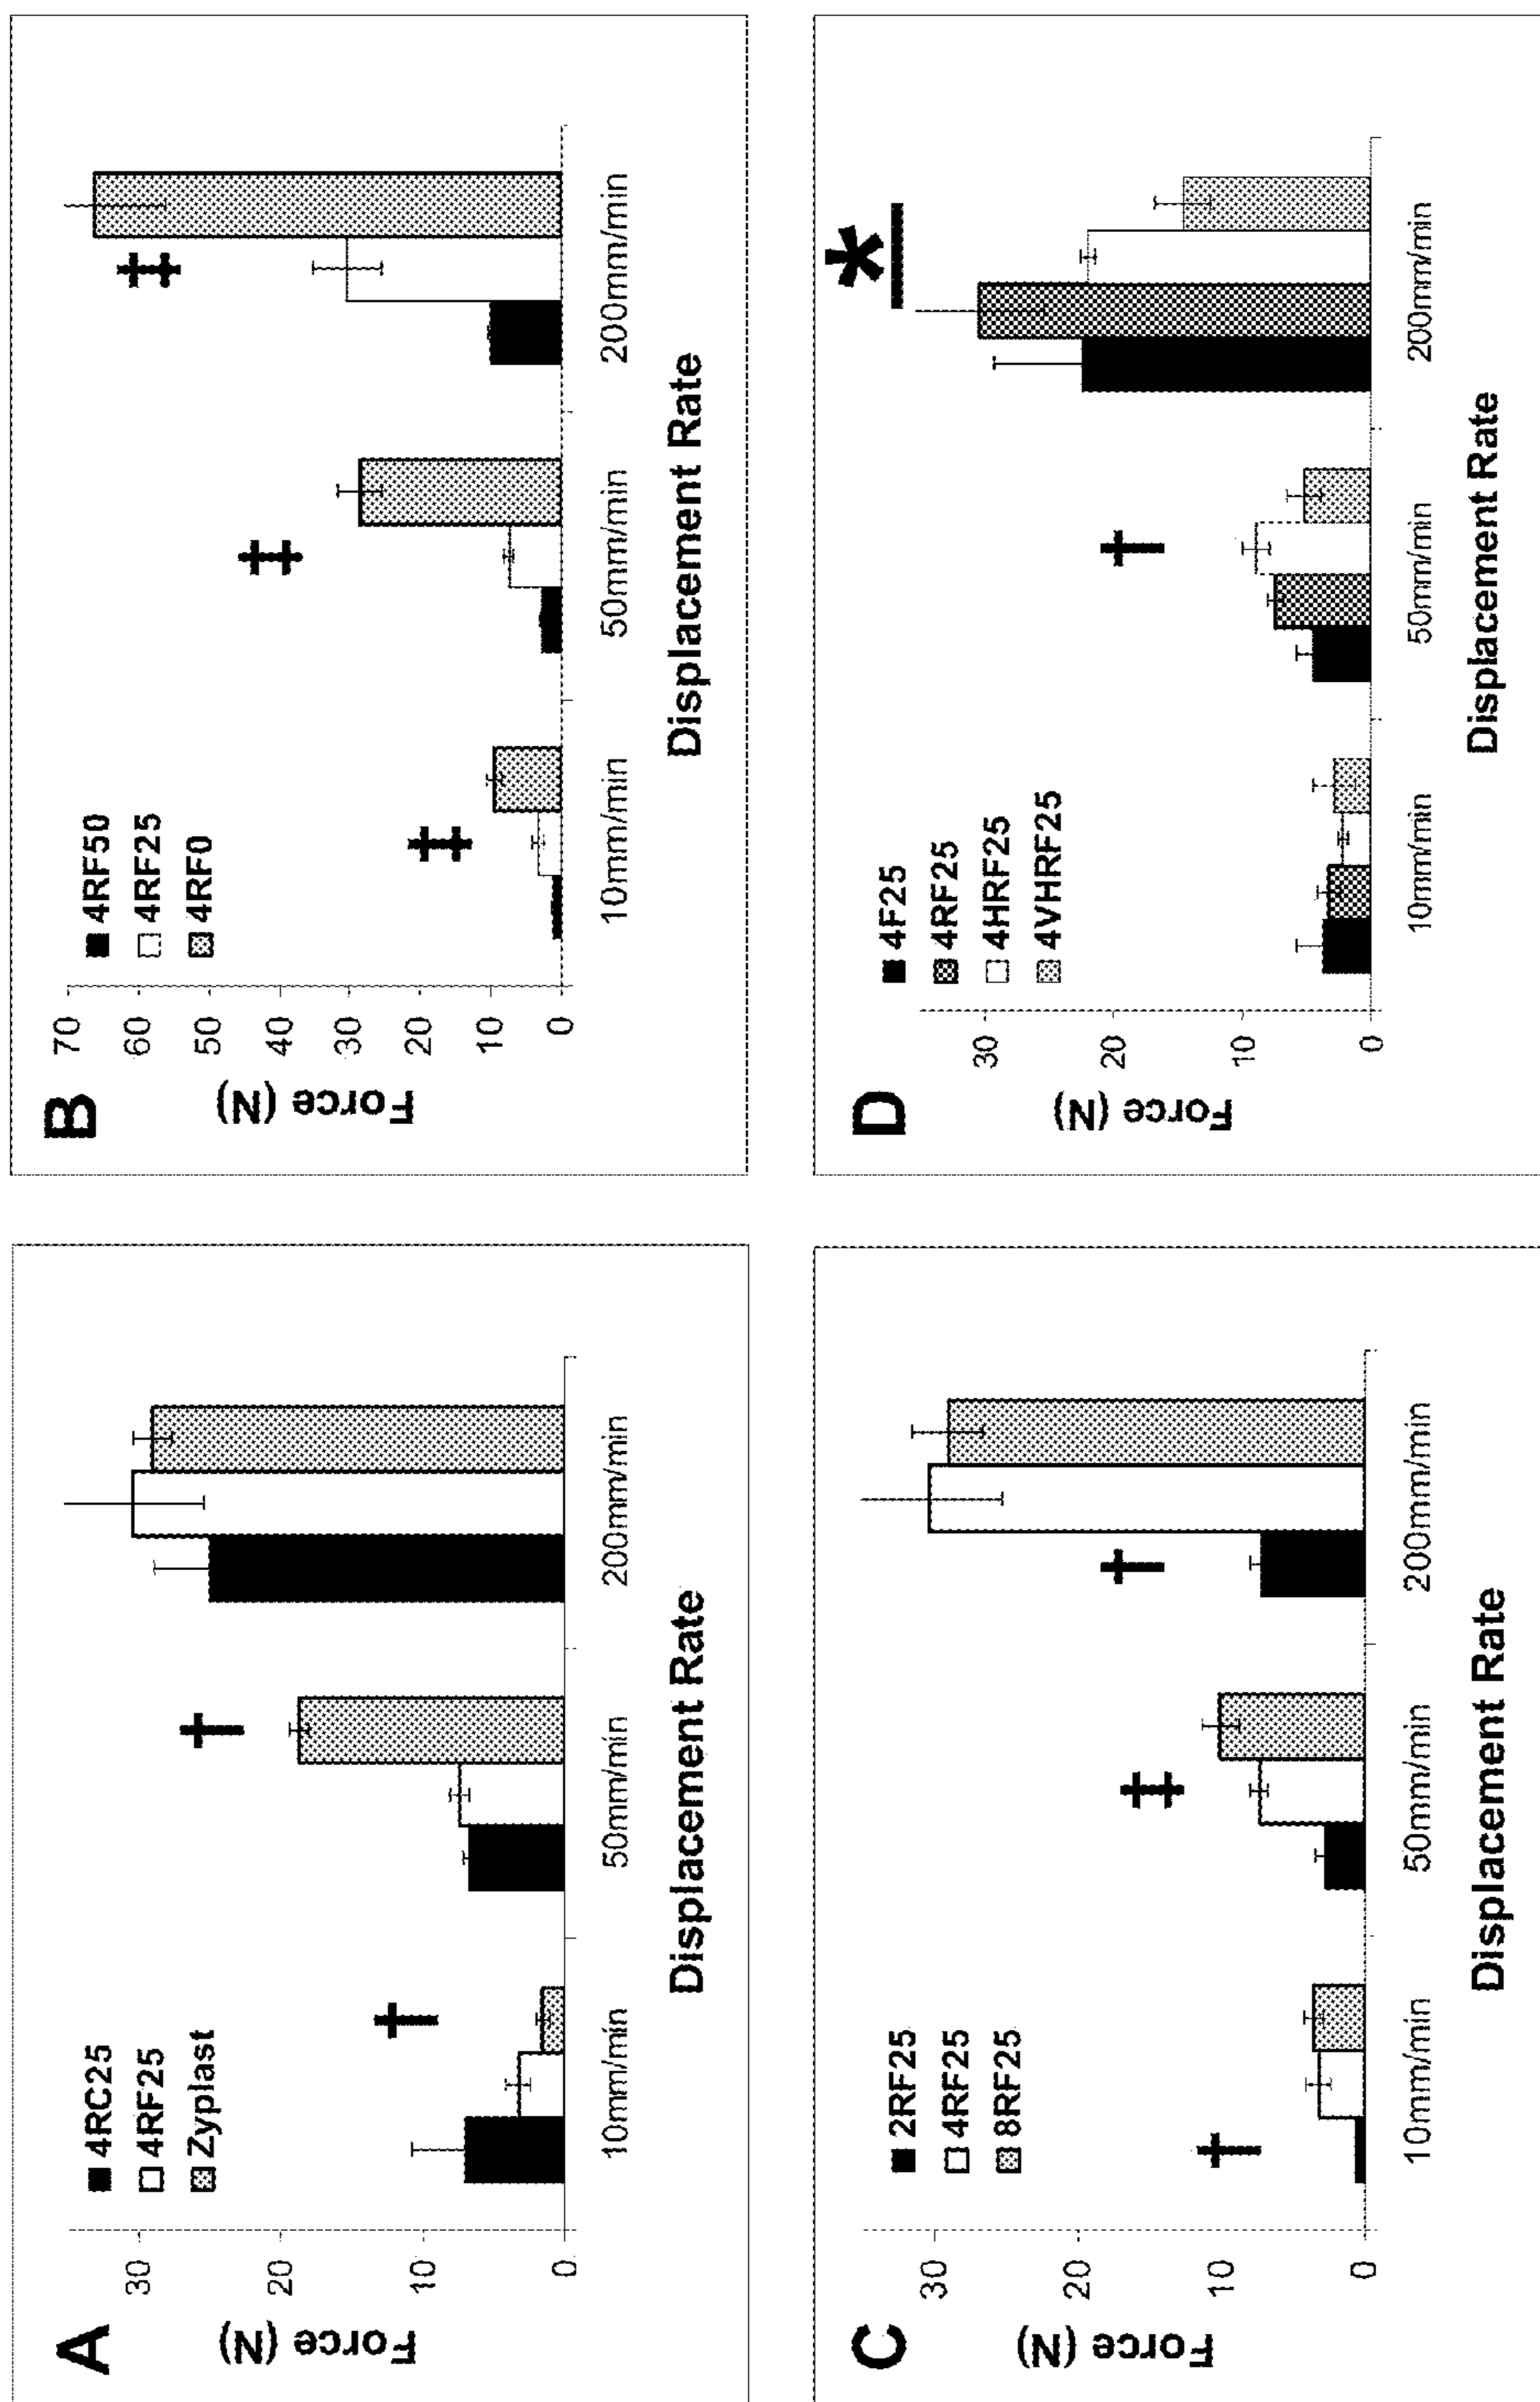 A
4RC25
4RF25
Zyplast
Force (N)
30
20
10
0
10mm/min
50mm/min
200mm/min
†
†
Displacement Rate
B
4RF50
4RF25
4RF0
Force (N)
70
60
50
40
30
20
10
0
10mm/min
50mm/min
200mm/min
‡
‡
‡
Displacement Rate
C
2RF25
4RF25
8RF25
Force (N)
30
20
10
0
10mm/min
50mm/min
200mm/min
†
‡
†
Displacement Rate
D
4F25
4RF25
4HRF25
4VHRF25
Force (N)
30
20
10
0
10mm/min
50mm/min
200mm/min
†
*
Displacement Rate